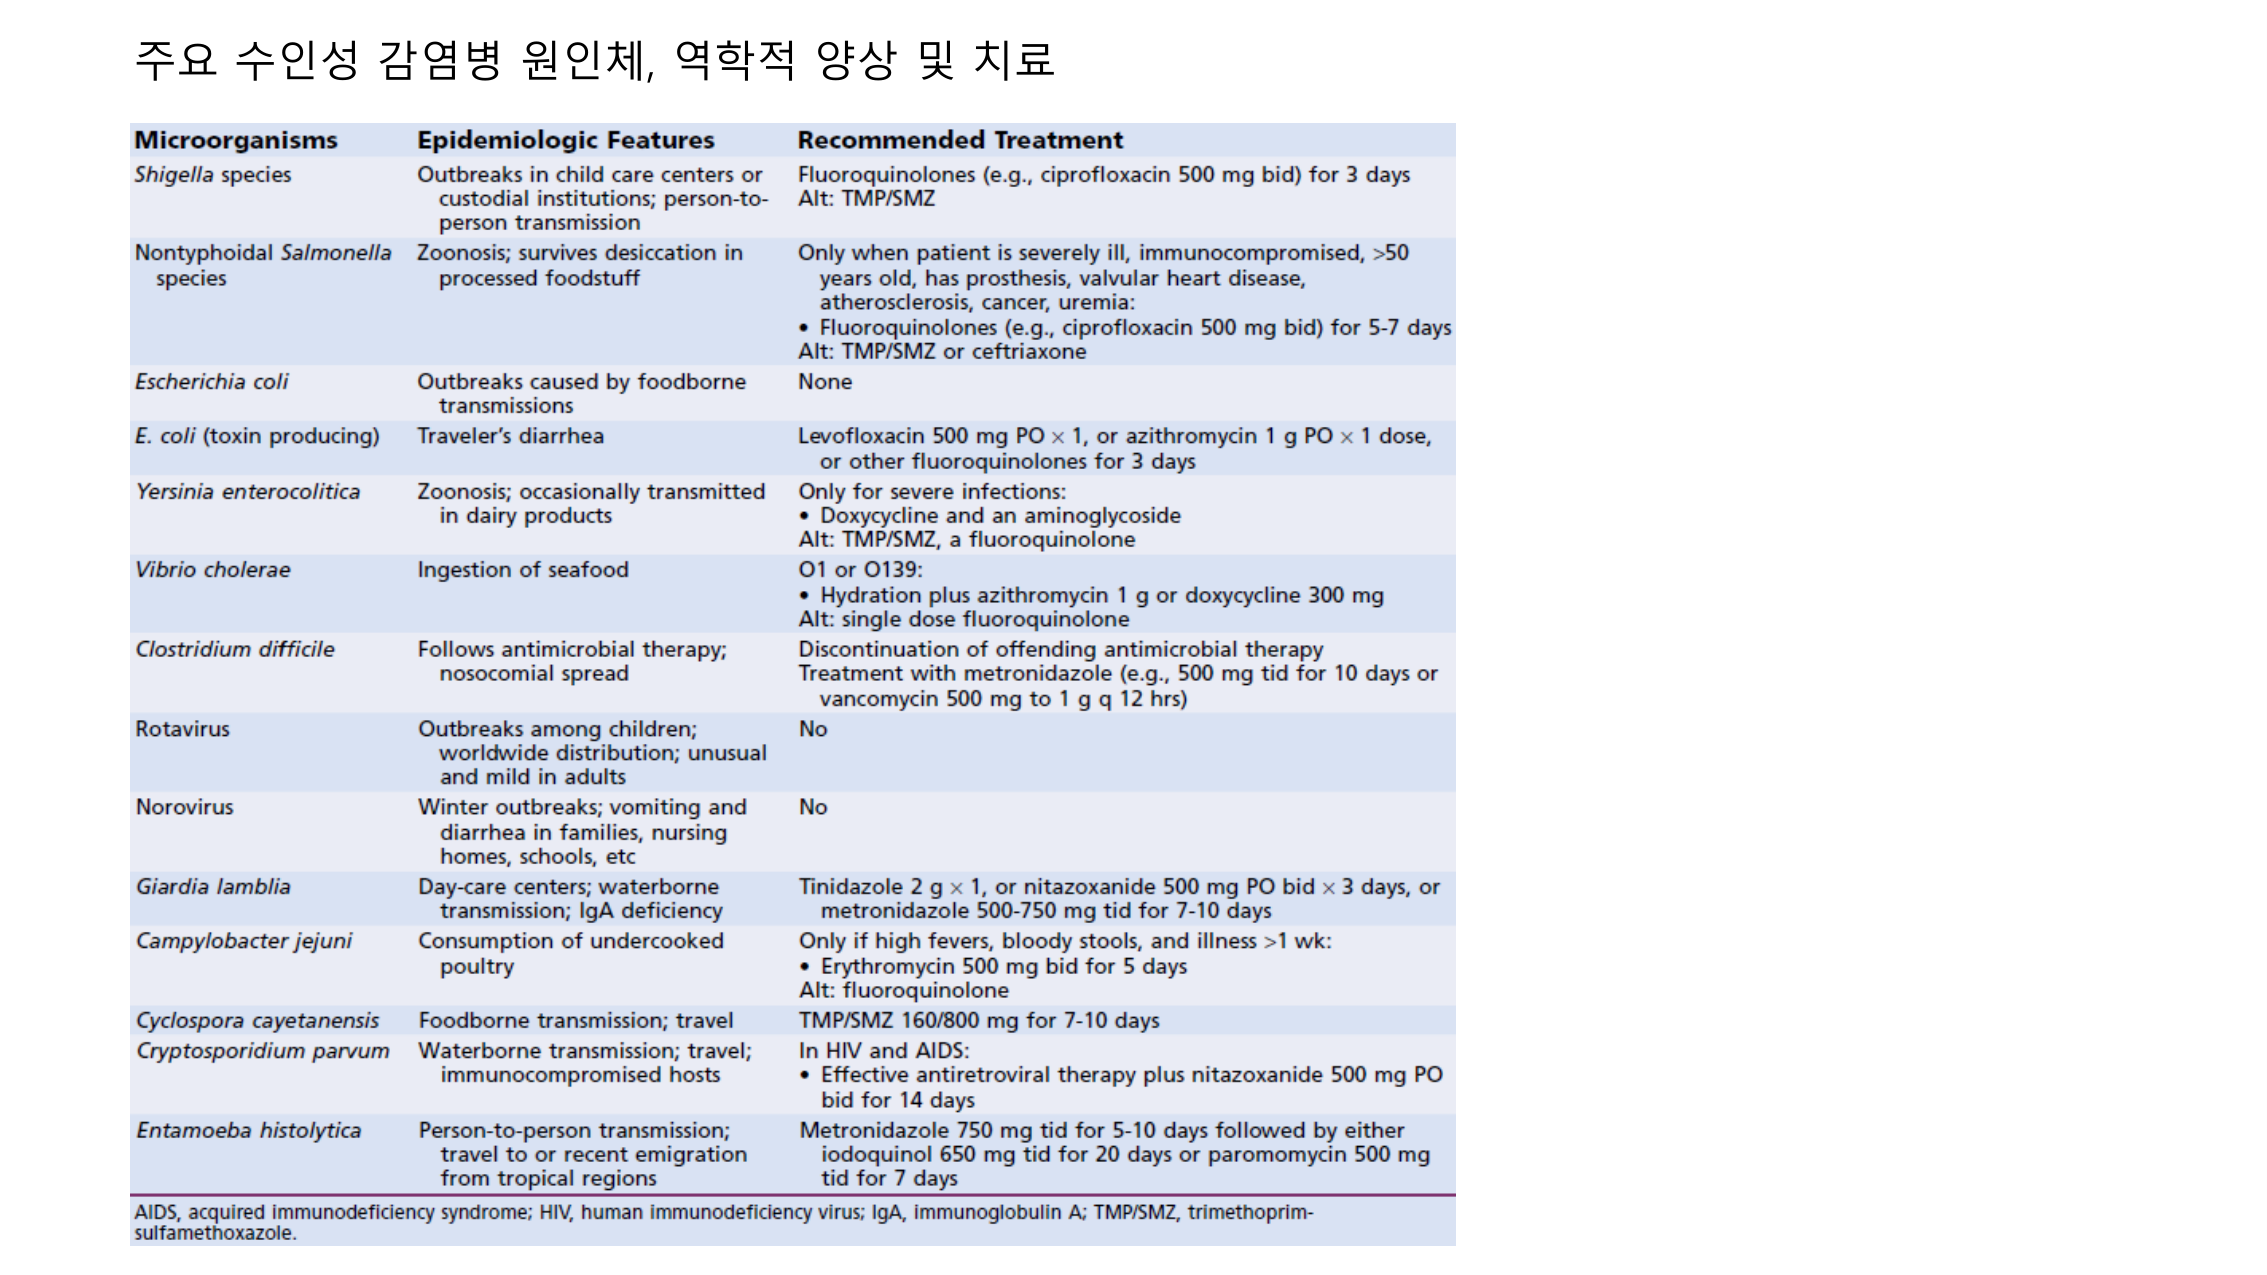 주요 수인성 감염병 원인체, 역학적 양상 및 치료
Microorganisms Epidemiologic Features Recommended Treatment
Shigella species
Outbreaks in child care centers or
custodial institutions; person-to-
person transmission
Fluoroquinolones (e.g., ciprofloxacin 500 mg bid) for 3 days
Alt: TMP/SMZ
Nontyphoidal Salmonella
species
Zoonosis; survives desiccation in
processed foodstuff
Only when patient is severely ill, immunocompromised, >50
years old, has prosthesis, valvular heart disease,
atherosclerosis, cancer, uremia:
• Fluoroquinolones (e.g., ciprofloxacin 500 mg bid) for 5-7 days
Alt: TMP/SMZ or ceftriaxone
Escherichia coli
Outbreaks caused by foodborne
transmissions
None
E. coli (toxin producing)
Traveler's diarrhea
Levofloxacin 500 mg PO × 1, or azithromycin 1 g PO × 1 dose,
or other fluoroquinolones for 3 days
Yersinia enterocolitica
Zoonosis; occasionally transmitted
in dairy products
Only for severe infections:
• Doxycycline and an aminoglycoside
Alt: TMP/SMZ, a fluoroquinolone
Vibrio cholerae
Ingestion of seafood
O1 or O139:
• Hydration plus azithromycin 1 g or doxycycline 300 mg
Alt: single dose fluoroquinolone
Clostridium difficile
Follows antimicrobial therapy;
nosocomial spread
Discontinuation of offending antimicrobial therapy
Treatment with metronidazole (e.g., 500 mg tid for 10 days or
vancomycin 500 mg to 1 g q 12 hrs)
Rotavirus
Outbreaks among children;
worldwide distribution; unusual
and mild in adults
No
Norovirus
Winter outbreaks; vomiting and
diarrhea in families, nursing
homes, schools, etc
No
Giardia lamblia
Day-care centers; waterborne
transmission; IgA deficiency
Tinidazole 2 g × 1, or nitazoxanide 500 mg PO bid × 3 days, or
metronidazole 500-750 mg tid for 7-10 days
Campylobacter jejuni
Consumption of undercooked
poultry
Only if high fevers, bloody stools, and illness >1 wk:
• Erythromycin 500 mg bid for 5 days
Alt: fluoroquinolone
Cyclospora cayetanensis
Foodborne transmission; travel
TMP/SMZ 160/800 mg for 7-10 days
Cryptosporidium parvum
Waterborne transmission; travel;
immunocompromised hosts
In HIV and AIDS:
• Effective antiretroviral therapy plus nitazoxanide 500 mg PO
bid for 14 days
Entamoeba histolytica
Person-to-person transmission;
travel to or recent emigration
from tropical regions
Metronidazole 750 mg tid for 5-10 days followed by either
iodoquinol 650 mg tid for 20 days or paromomycin 500 mg
tid for 7 days
AIDS, acquired immunodeficiency syndrome; HIV, human immunodeficiency virus; IgA, immunoglobulin A; TMP/SMZ, trimethoprim-
sulfamethoxazole.